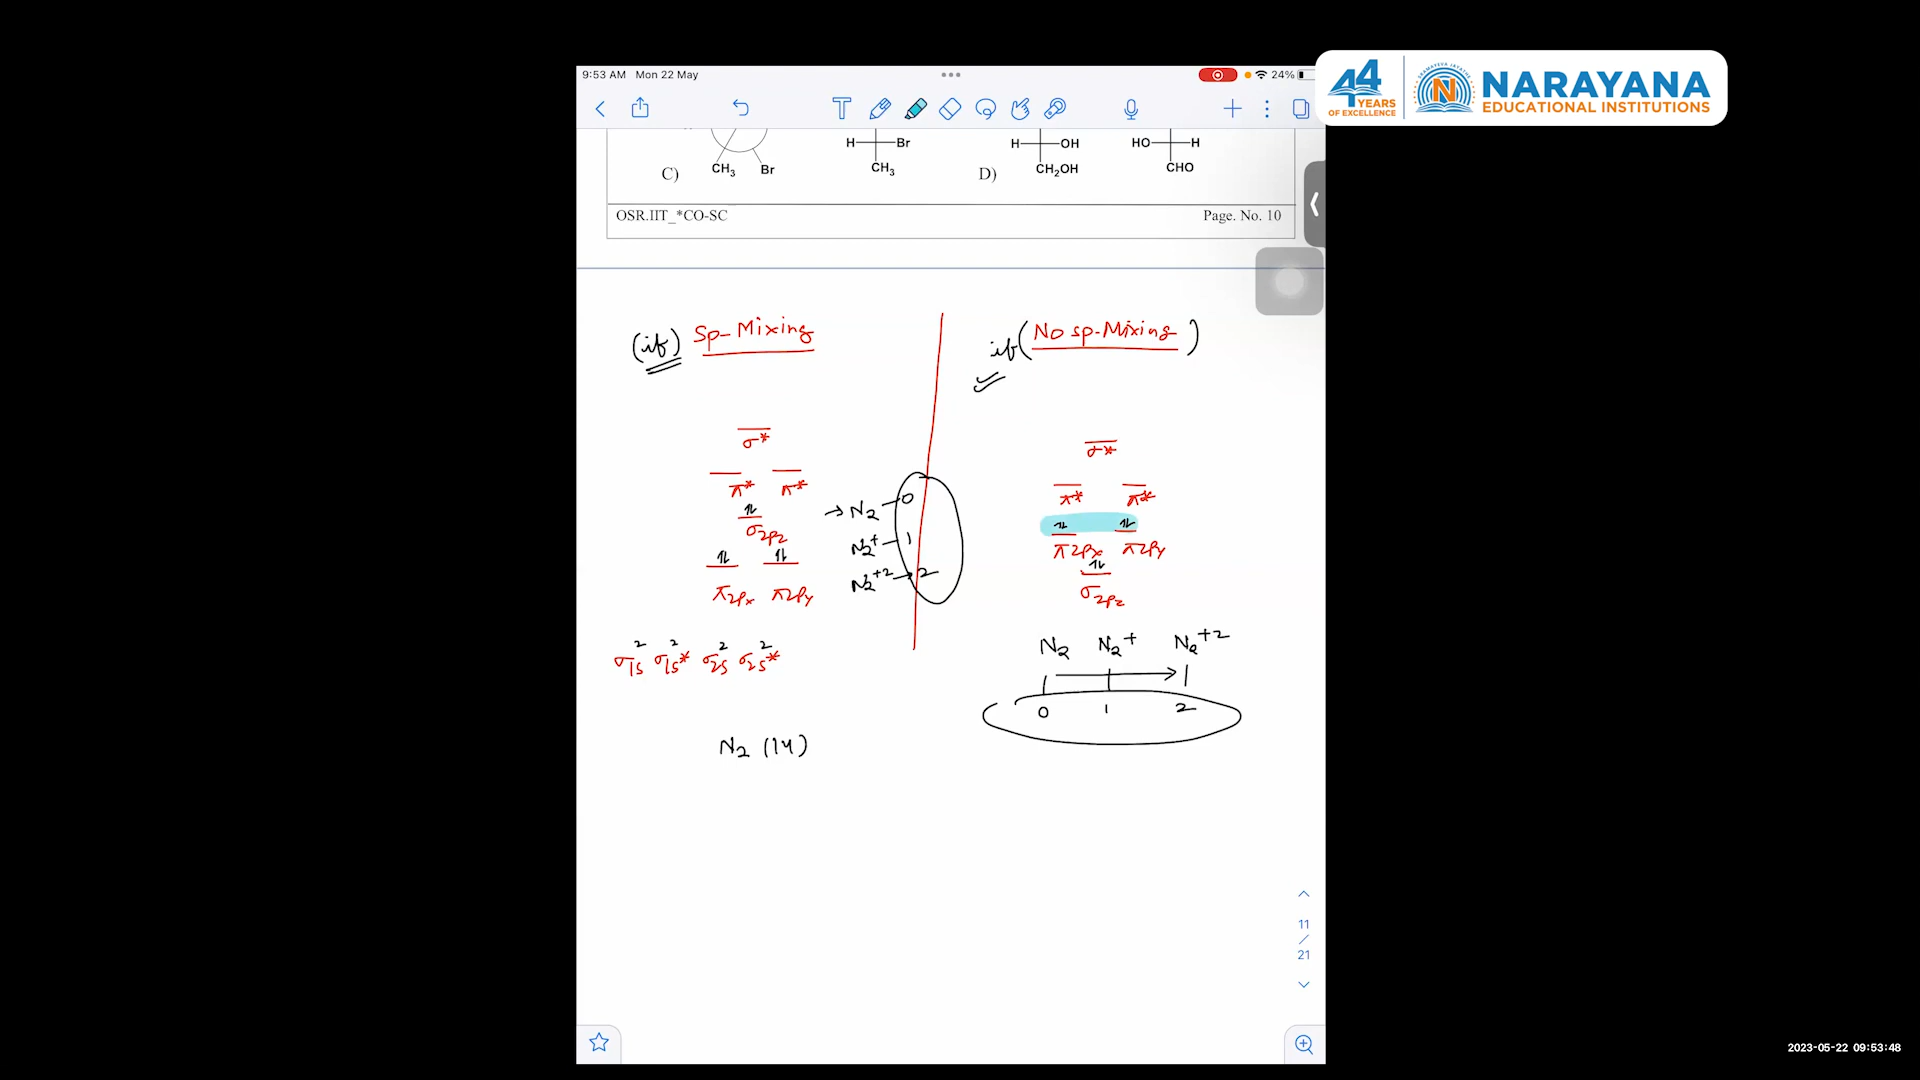 9:53 AM Mon 22 May
24%
44
YEARS
OF EXCELLENCE
NARAYANA
EDUCATIONAL INSTITUTIONS
T
H Br H OH HO H
C) CH3 Br CH3 D) CH2OH CHO
OSR.IIT_*CO-SC Page. No. 10
(if) Sp-Mixing
if (No sp-Mixing)
σ*
π* π*
σ2pz
π2px π2py
σ1s² σ1s*² σ2s² σ2s*²
N2 (14)
→ N2 – 0
N2+ – 1
N2+2 → 2
σ*
π* π*
π2px π2py
σ2pz
N2 N2+ N2+2
0 1 2
11
/
21
2023-05-22 09:53:48